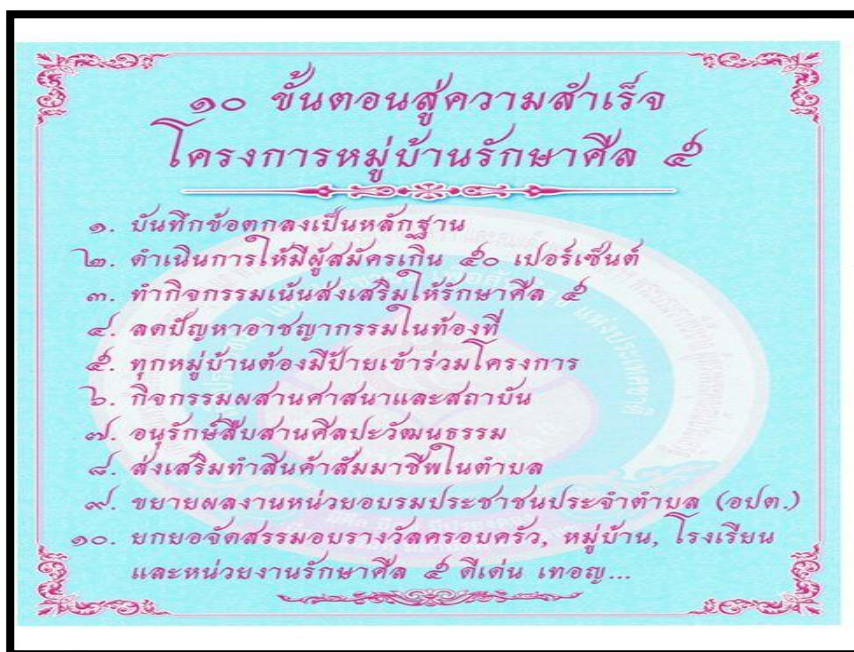 ๑๐ ขั้นตอนสู่ความสำเร็จ
โครงการหมู่บ้านรักษาศีล ๕
๑. บันทึกข้อตกลงเป็นหลักฐาน
๒. ดำเนินการให้มีผู้สมัครเกิน ๕๐ เปอร์เซ็นต์
๓. ทำกิจกรรมเน้นส่งเสริมให้รักษาศีล ๕
๔. ลดปัญหาอาชญากรรมในท้องที่
๕. ทุกหมู่บ้านต้องมีป้ายเข้าร่วมโครงการ
๖. กิจกรรมผสานศาสนาและสถาบัน
๗. อนุรักษ์สืบสานศิลปะวัฒนธรรม
๘. ส่งเสริมทำสินค้าสัมมาชีพในตำบล
๙. ขยายผลงานหน่วยอบรมประชาชนประจำตำบล (อปต.)
๑๐. ยกยอจัดสรรมอบรางวัลครอบครัว, หมู่บ้าน, โรงเรียน
และหน่วยงานรักษาศีล ๕ ดีเด่น เทอญ...